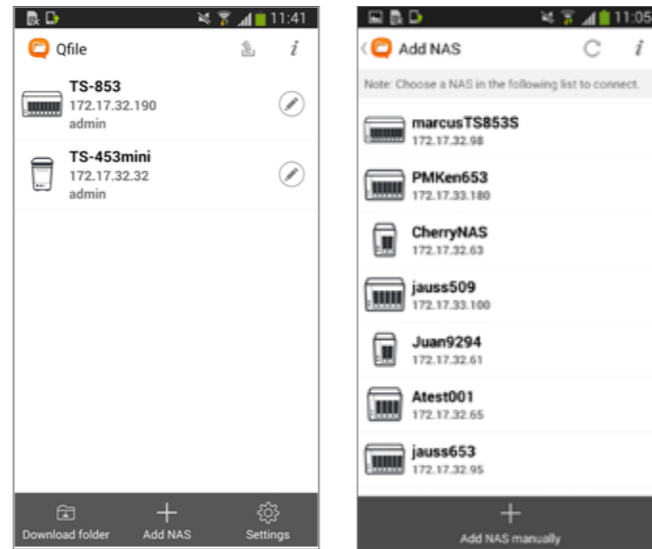 11:41
Qfile
TS-853
172.17.32.190
admin
TS-453mini
172.17.32.32
admin
Download folder
Add NAS
Settings
11:05
Add NAS
Note: Choose a NAS in the following list to connect.
marcusTS853S
172.17.32.98
PMKen653
172.17.33.180
CherryNAS
172.17.32.63
jauss509
172.17.33.100
Juan9294
172.17.32.61
Atest001
172.17.32.65
jauss653
172.17.32.95
Add NAS manually